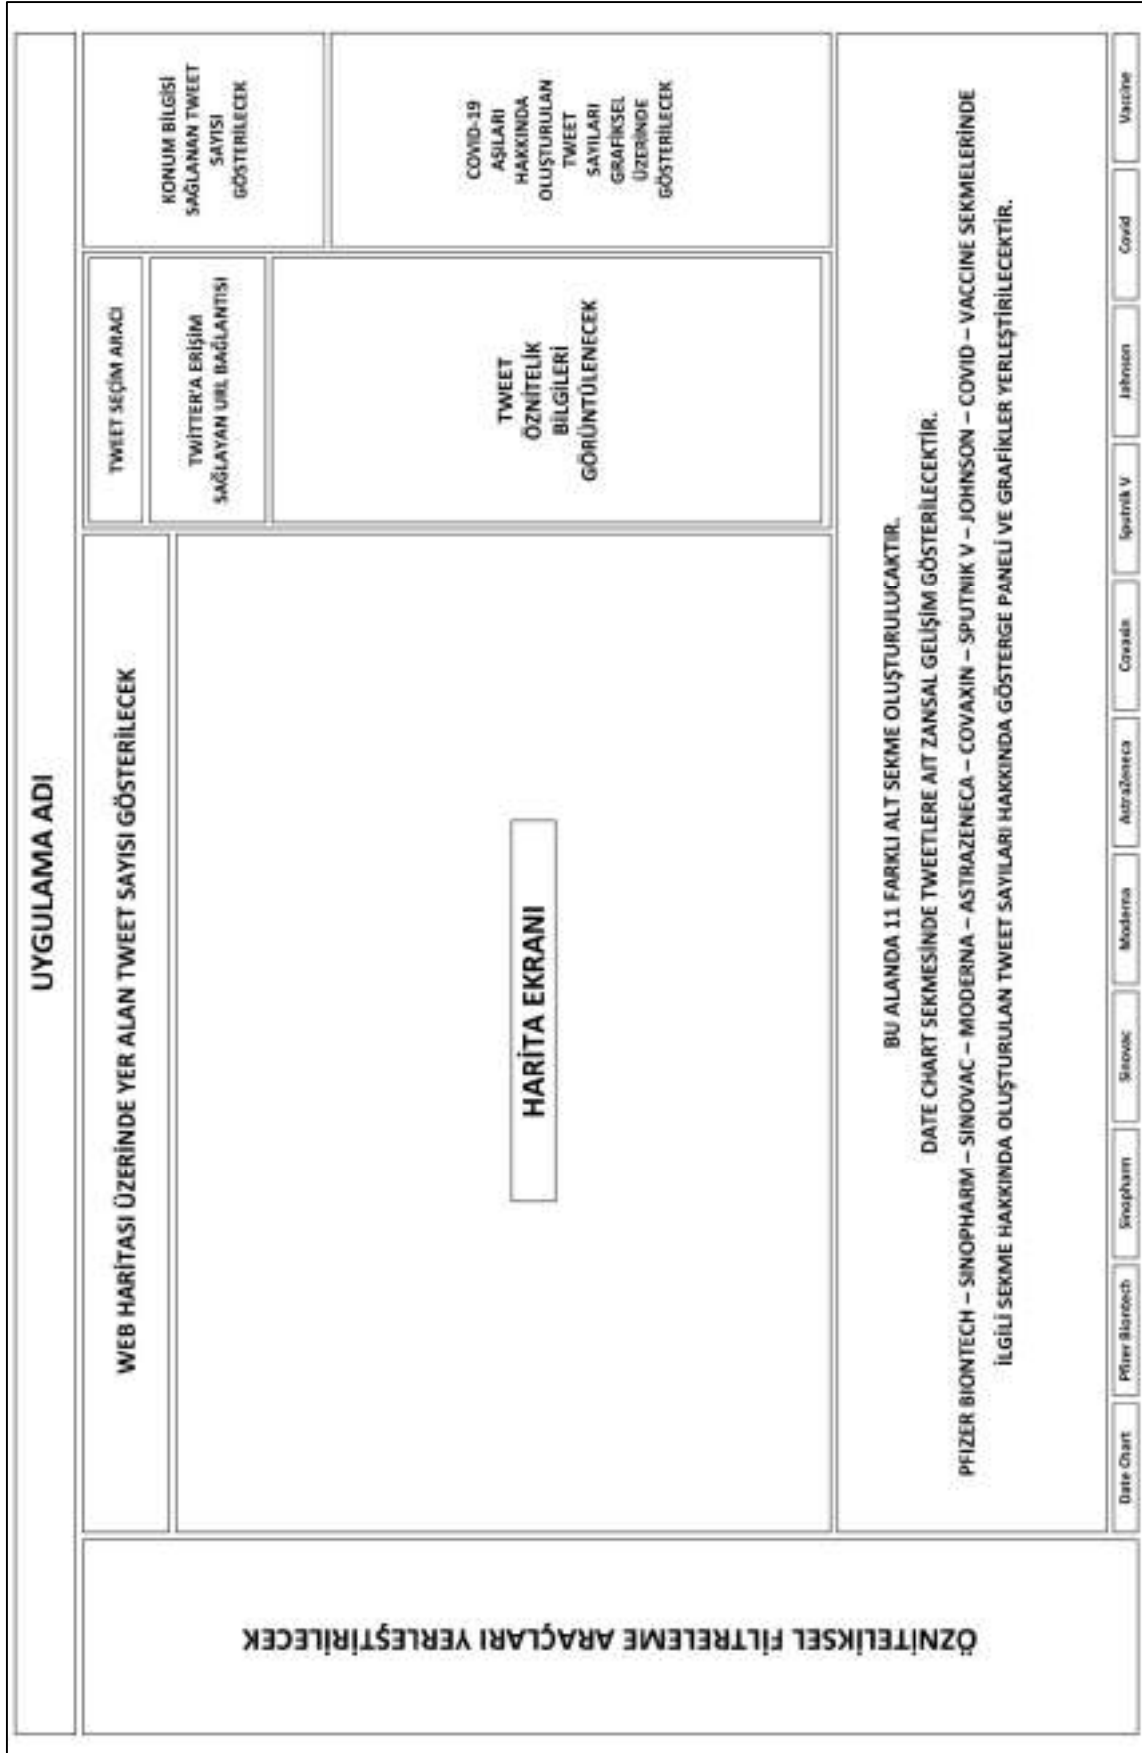 UYGULAMA ADI
ÖZNİTELİKSEL FİLTRELEME ARAÇLARI YERLEŞTİRİLECEK
WEB HARİTASI ÜZERİNDE YER ALAN TWEET SAYISI GÖSTERİLECEK
HARİTA EKRANI
TWEET SEÇİM ARACI
TWİTTER'A ERİŞİM
SAĞLAYAN URL BAĞLANTISI
TWEET
ÖZNİTELİK
BİLGİLERİ
GÖRÜNTÜLENECEK
KONUM BİLGİSİ
SAĞLANAN TWEET
SAYISI
GÖSTERİLECEK
COVID-19
AŞILARI
HAKKINDA
OLUŞTURULAN
TWEET
SAYILARI
GRAFİKSEL
ÜZERİNDE
GÖSTERİLECEK
BU ALANDA 11 FARKLI ALT SEKME OLUŞTURULUCAKTIR.
DATE CHART SEKMESİNDE TWEETLERE AIT ZANSAL GELİŞİM GÖSTERİLECEKTİR.
PFIZER BIONTECH – SINOPHARM – SINOVAC – MODERNA – ASTRAZENECA – COVAXIN – SPUTNIK V – JOHNSON – COVID – VACCINE SEKMELERİNDE
İLGİLİ SEKME HAKKINDA OLUŞTURULAN TWEET SAYILARI HAKKINDA GÖSTERGE PANELİ VE GRAFİKLER YERLEŞTİRİLECEKTİR.
Date Chart
Pfizer Biontech
Sinopharm
Sinovac
Moderna
AstraZeneca
Covaxin
Sputnik V
Johnson
Covid
Vaccine